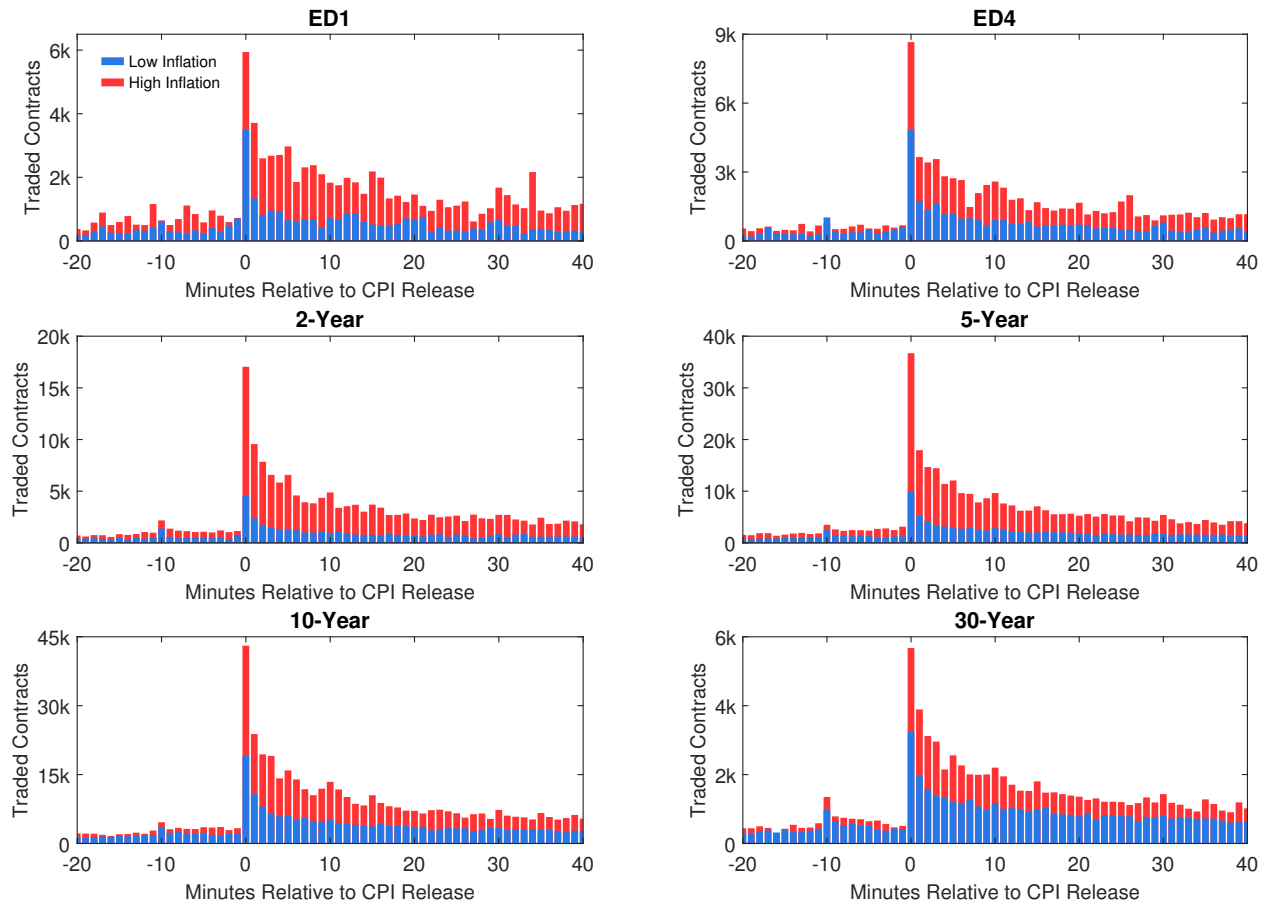 ED1
6k
4k
2k
0
Traded Contracts
Low Inflation
High Inflation
-20 -10 0 10 20 30 40
Minutes Relative to CPI Release
ED4
9k
6k
3k
0
Traded Contracts
-20 -10 0 10 20 30 40
Minutes Relative to CPI Release
2-Year
20k
15k
10k
5k
0
Traded Contracts
-20 -10 0 10 20 30 40
Minutes Relative to CPI Release
5-Year
40k
30k
20k
10k
0
Traded Contracts
-20 -10 0 10 20 30 40
Minutes Relative to CPI Release
10-Year
45k
30k
15k
0
Traded Contracts
-20 -10 0 10 20 30 40
Minutes Relative to CPI Release
30-Year
6k
4k
2k
0
Traded Contracts
-20 -10 0 10 20 30 40
Minutes Relative to CPI Release